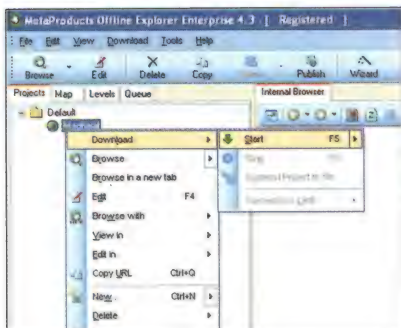 MetaProducts Offline Explorer Enterprise 4.3 [ Registered ]
File Edit View Download Tools Help
Browse Edit Delete Copy Publish Wizard
Projects Map Levels Queue Internal Browser
Default
Download Start F5
Browse
Browse in a new tab
Edit F4
Browse with
View in
Edit in
Copy URL Ctrl+Q
New... Ctrl+N
Delete